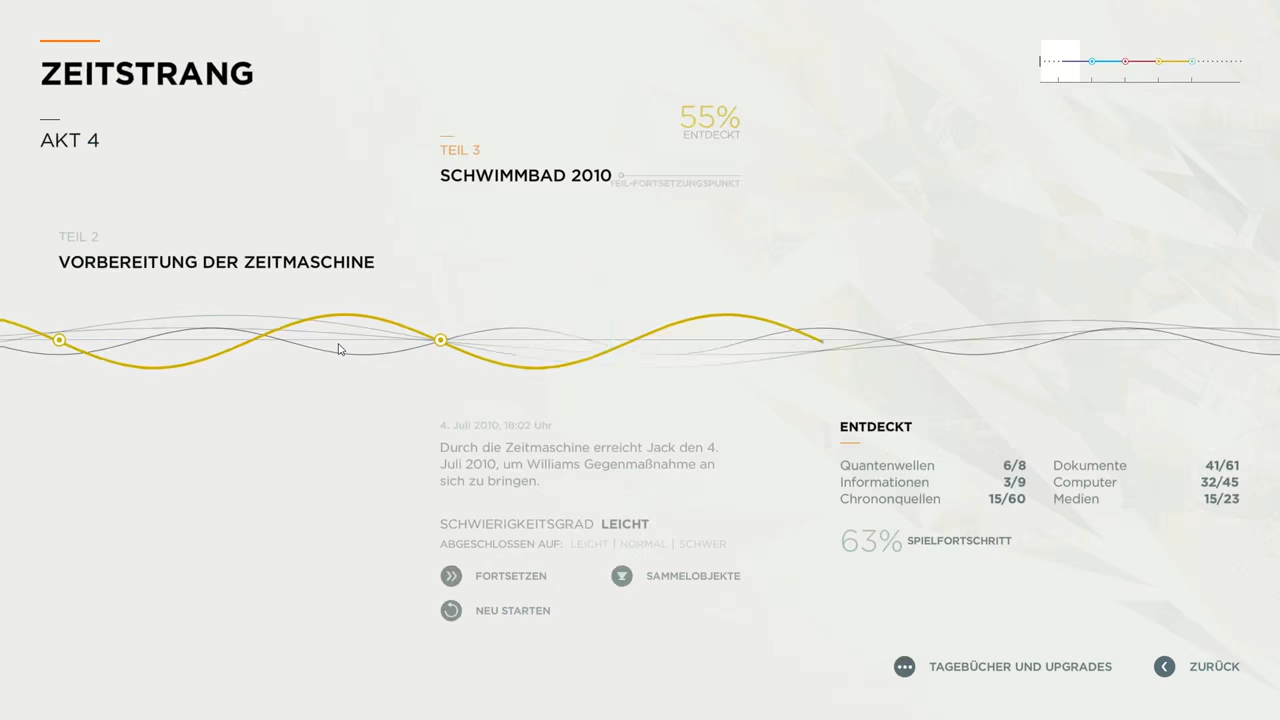 ZEITSTRANG
AKT 4
55%
ENTDECKT
TEIL 3
SCHWIMMBAD 2010
TEIL-FORTSETZUNGSPUNKT
TEIL 2
VORBEREITUNG DER ZEITMASCHINE
4. Juli 2010, 18:02 Uhr
Durch die Zeitmaschine erreicht Jack den 4.
Juli 2010, um Williams Gegenmaßnahme an
sich zu bringen.
SCHWIERIGKEITSGRAD LEICHT
ABGESCHLOSSEN AUF: LEICHT | NORMAL | SCHWER
FORTSETZEN
SAMMELOBJEKTE
NEU STARTEN
ENTDECKT
Quantenwellen 6/8 Dokumente 41/61
Informationen 3/9 Computer 32/45
Chrononquellen 15/60 Medien 15/23
63% SPIELFORTSCHRITT
TAGEBÜCHER UND UPGRADES
ZURÜCK